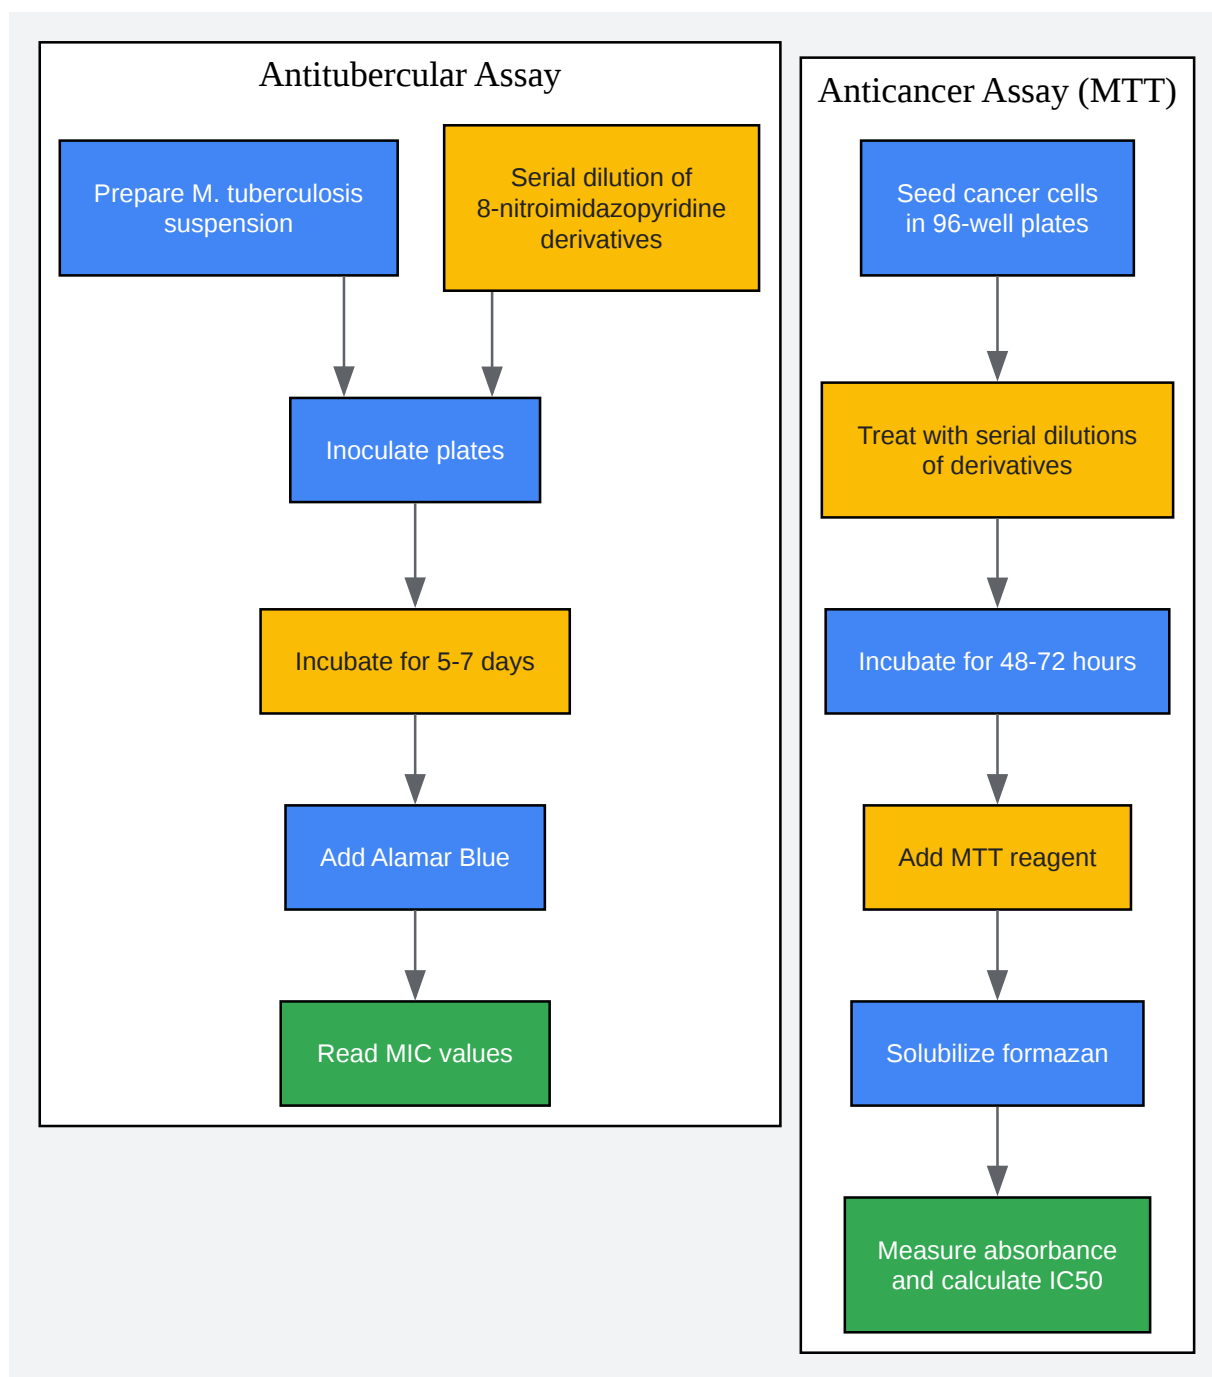 Antitubercular Assay
Prepare M. tuberculosis
suspension
Serial dilution of
8-nitroimidazopyridine
derivatives
Inoculate plates
Incubate for 5-7 days
Add Alamar Blue
Read MIC values
Anticancer Assay (MTT)
Seed cancer cells
in 96-well plates
Treat with serial dilutions
of derivatives
Incubate for 48-72 hours
Add MTT reagent
Solubilize formazan
Measure absorbance
and calculate IC50